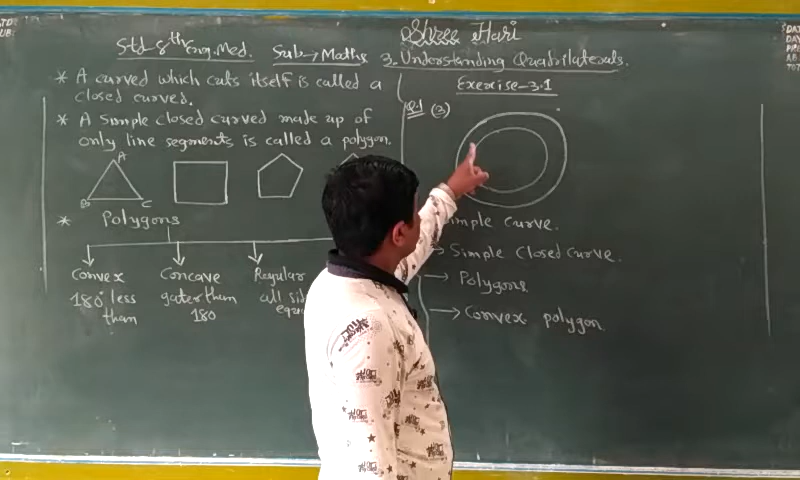 Shree Hari
Std 8th Eng. Med. Sub→Maths 3. Understanding Quadrilaterals.
* A curved which cuts itself is called a
closed curved.
* A simple closed curved made up of
only line segments is called a polygon.
A
B C
* Polygons
Convex
180° less
than
Concave
gater than
180
Regular
all
Exercise-3.1
Q.1 (3)
Simple curve.
→ Simple Closed Curve.
→ Polygons
→ Convex polygon